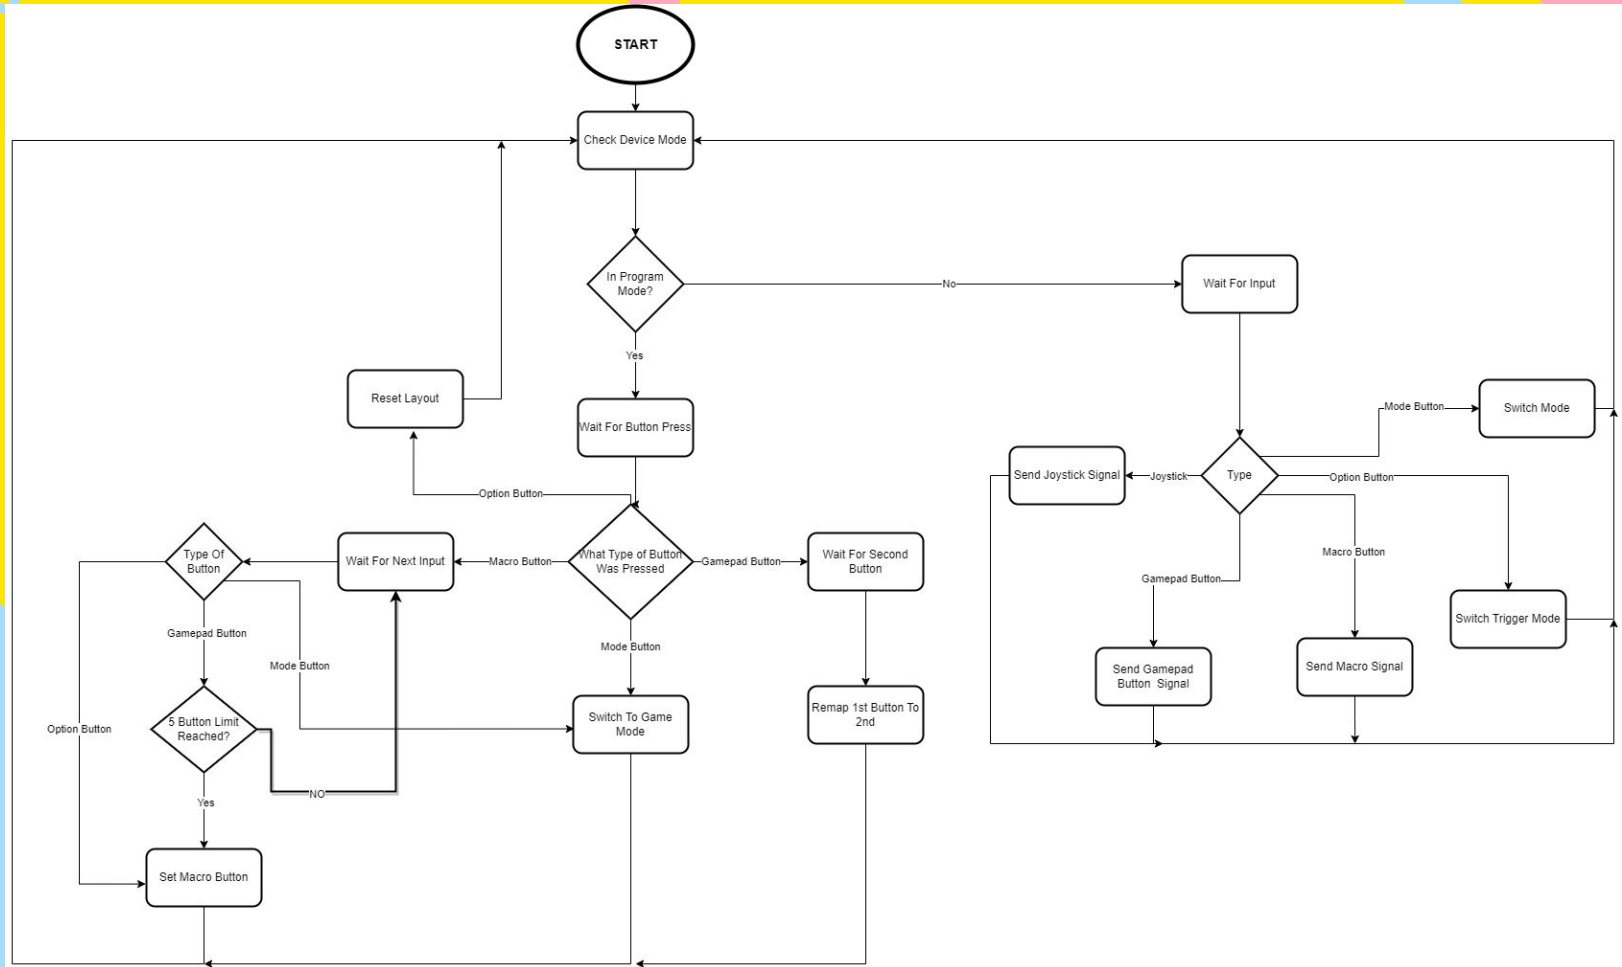 START
Check Device Mode
In Program
Mode?
No
Wait For Input
Yes
Reset Layout
Wait For Button Press
Mode Button
Switch Mode
Send Joystick Signal
Joystick
Type
Option Button
Option Button
Type Of
Button
Wait For Next Input
Macro Button
What Type of Button
Was Pressed
Gamepad Button
Wait For Second
Button
Macro Button
Gamepad Button
Switch Trigger Mode
Gamepad Button
Mode Button
Mode Button
Send Gamepad
Button Signal
Send Macro Signal
Option Button
5 Button Limit
Reached?
Switch To Game
Mode
Remap 1st Button To
2nd
NO
Yes
Set Macro Button